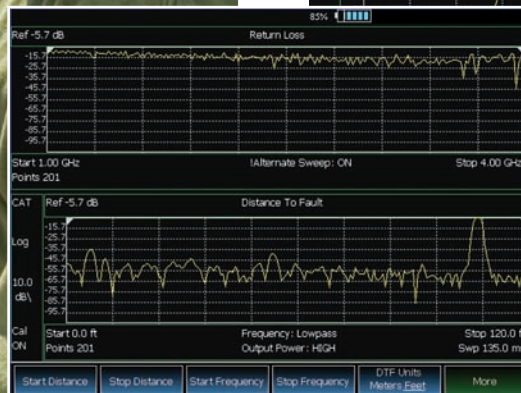 83%
Ref -5.7 dB Return Loss
-15.7
-25.7
-35.7
-45.7
-55.7
-65.7
-75.7
-85.7
-95.7
Start 1.00 GHz !Alternate Sweep: ON Stop 4.00 GHz
Points 201
CAT Ref -5.7 dB Distance To Fault
-15.7
-25.7
-35.7
Log -45.7
-55.7
-65.7
10.0 -75.7
dB\ -85.7
-95.7
Cal Start 0.0 ft Frequency: Lowpass Stop 120.0 f
ON Points 201 Output Power: HIGH Swp 135.0 m
Start Distance Stop Distance Start Frequency Stop Frequency DTF Units More
Meters Feet